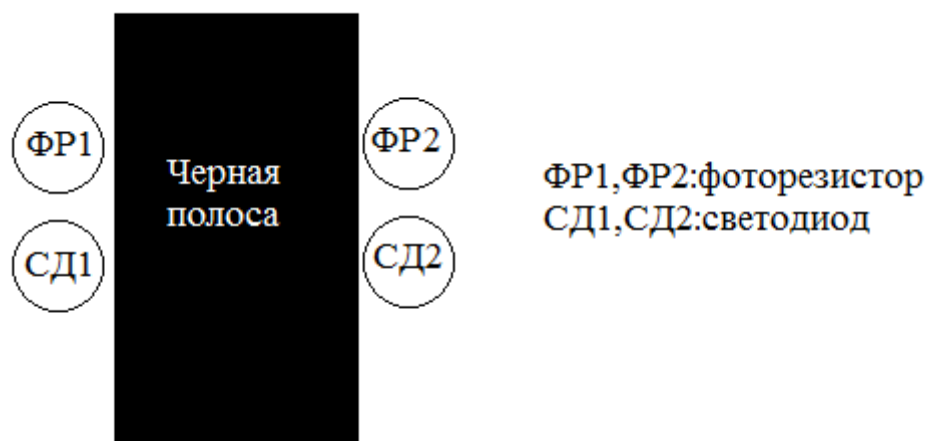 ФР1
ФР2
Черная
полоса
СД1
СД2
ФР1,ФР2:фоторезистор
СД1,СД2:светодиод